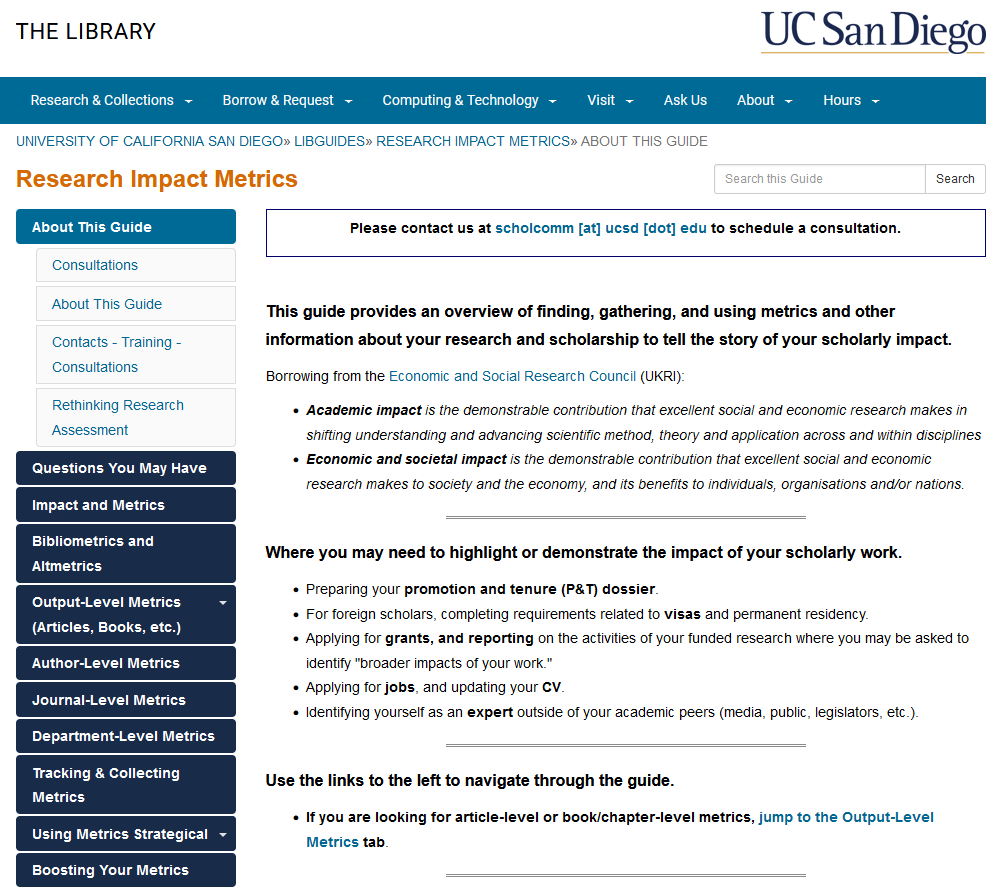 THE LIBRARY
UC San Diego
Research & Collections Borrow & Request Computing & Technology Visit Ask Us About Hours
UNIVERSITY OF CALIFORNIA SAN DIEGO» LIBGUIDES» RESEARCH IMPACT METRICS» ABOUT THIS GUIDE
Research Impact Metrics
Search this Guide Search
About This Guide
Consultations
About This Guide
Contacts - Training -
Consultations
Rethinking Research
Assessment
Questions You May Have
Impact and Metrics
Bibliometrics and
Altmetrics
Output-Level Metrics
(Articles, Books, etc.)
Author-Level Metrics
Journal-Level Metrics
Department-Level Metrics
Tracking & Collecting
Metrics
Using Metrics Strategical
Boosting Your Metrics
Please contact us at scholcomm [at] ucsd [dot] edu to schedule a consultation.
This guide provides an overview of finding, gathering, and using metrics and other
information about your research and scholarship to tell the story of your scholarly impact.
Borrowing from the Economic and Social Research Council (UKRI):
• Academic impact is the demonstrable contribution that excellent social and economic research makes in
shifting understanding and advancing scientific method, theory and application across and within disciplines
• Economic and societal impact is the demonstrable contribution that excellent social and economic
research makes to society and the economy, and its benefits to individuals, organisations and/or nations.
Where you may need to highlight or demonstrate the impact of your scholarly work.
• Preparing your promotion and tenure (P&T) dossier.
• For foreign scholars, completing requirements related to visas and permanent residency.
• Applying for grants, and reporting on the activities of your funded research where you may be asked to
identify "broader impacts of your work."
• Applying for jobs, and updating your CV.
• Identifying yourself as an expert outside of your academic peers (media, public, legislators, etc.).
Use the links to the left to navigate through the guide.
• If you are looking for article-level or book/chapter-level metrics, jump to the Output-Level
Metrics tab.